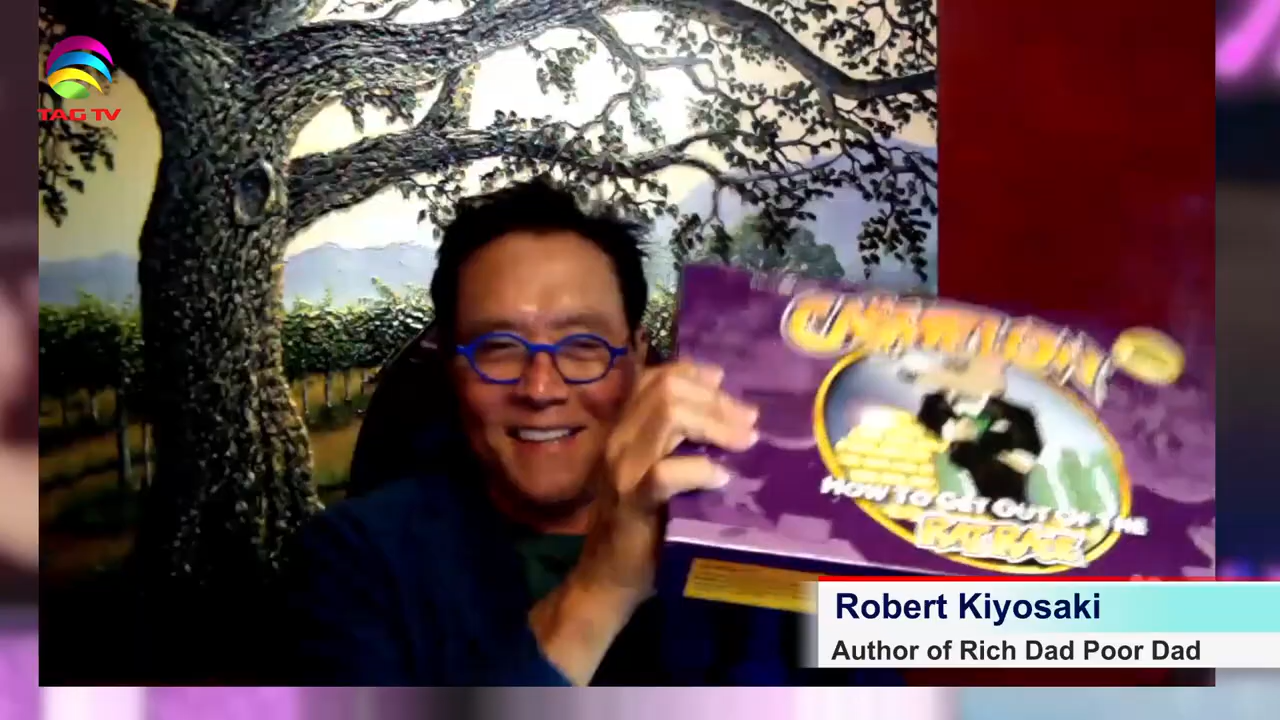 TAG TV
HOW TO GET OUT OF THE
RAT RACE
Robert Kiyosaki
Author of Rich Dad Poor Dad